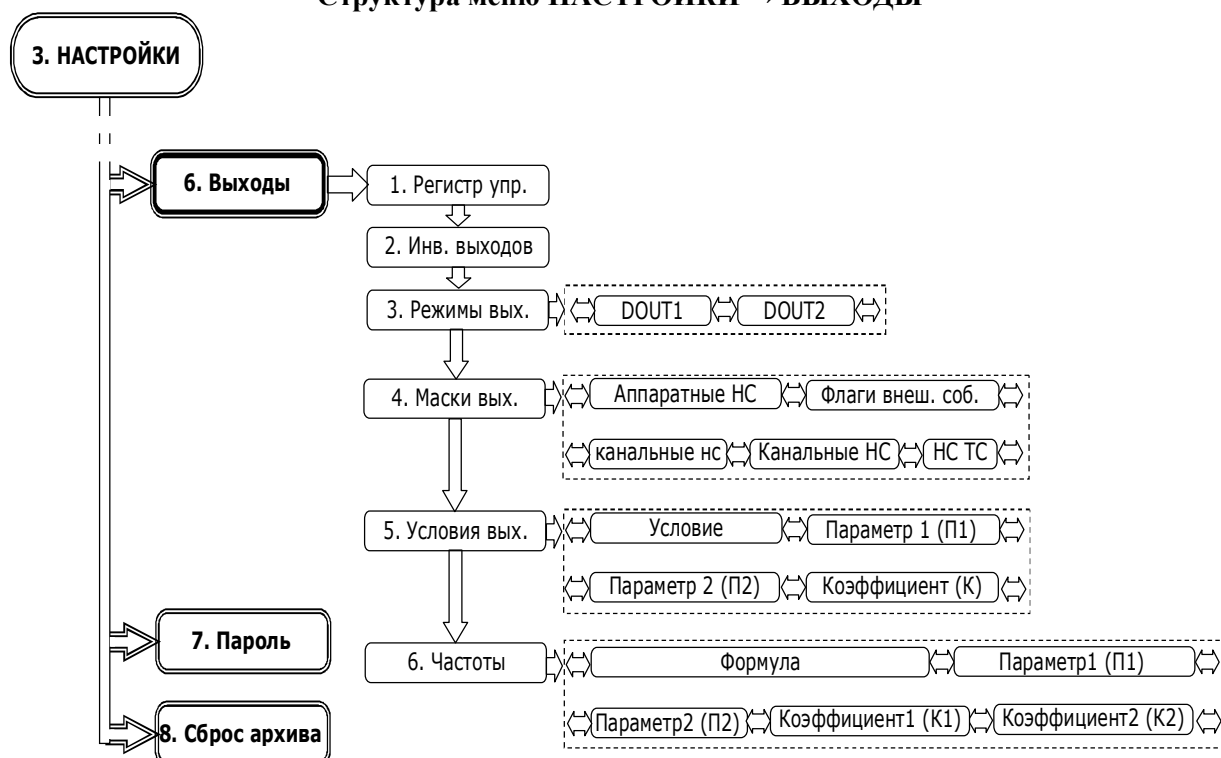 Структура меню НАСТРОЙКИ → ВЫХОДЫ
3. НАСТРОЙКИ
6. Выходы
1. Регистр упр.
2. Инв. выходов
3. Режимы вых.
DOUT1
DOUT2
4. Маски вых.
Аппаратные НС
Флаги внеш. соб.
канальные нс
Канальные НС
НС ТС
5. Условия вых.
Условие
Параметр 1 (П1)
Параметр 2 (П2)
Коэффициент (К)
7. Пароль
6. Частоты
Формула
Параметр1 (П1)
8. Сброс архива
Параметр2 (П2)
Коэффициент1 (К1)
Коэффициент2 (К2)